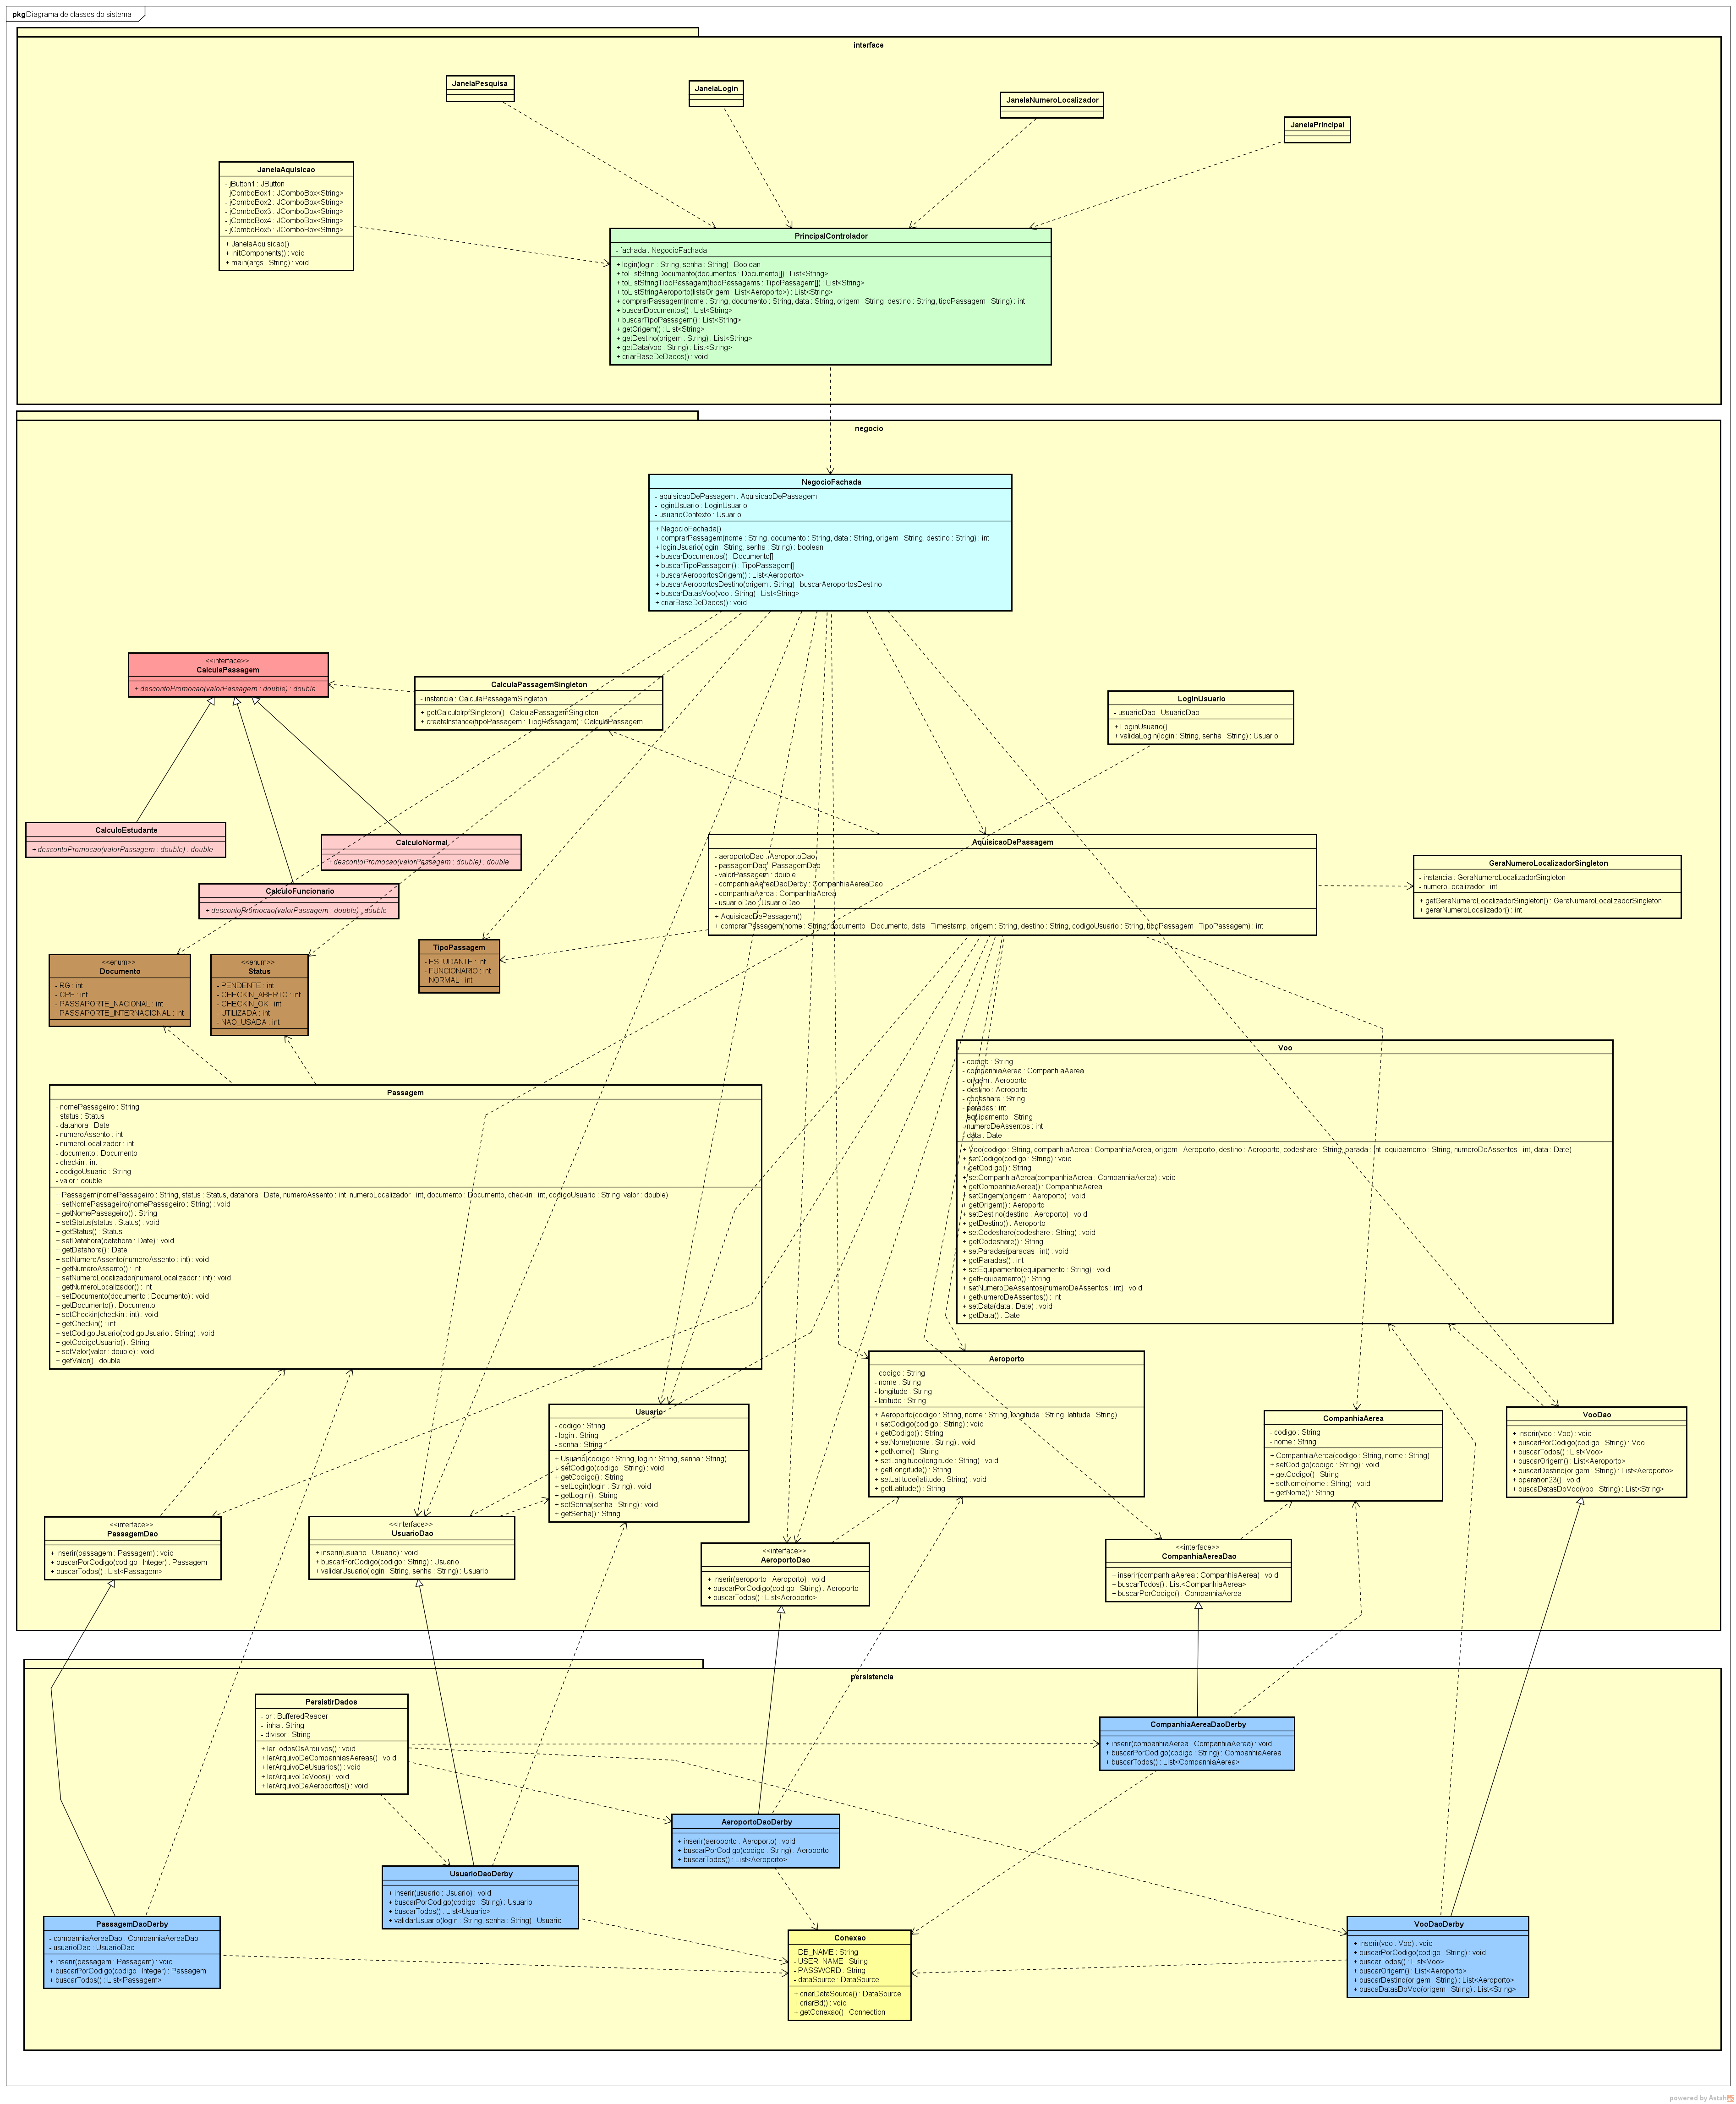 pkg Diagrama de classes do sistema
interface
JanelaPesquisa
JanelaLogin
JanelaNumeroLocalizador
JanelaPrincipal
JanelaAquisicao
- jButton1 : JButton
- jComboBox1 : JComboBox<String>
- jComboBox2 : JComboBox<String>
- jComboBox3 : JComboBox<String>
- jComboBox4 : JComboBox<String>
- jComboBox5 : JComboBox<String>
+ JanelaAquisicao()
+ initComponents() : void
+ main(args : String) : void
PrincipalControlador
- fachada : NegocioFachada
+ login(login : String, senha : String) : Boolean
+ toListStringDocumento(documentos : Documento[]) : List<String>
+ toListStringTipoPassagem(tipoPassagems : TipoPassagem[]) : List<String>
+ toListStringAeroporto(listaOrigem : List<Aeroporto>) : List<String>
+ comprarPassagem(nome : String, documento : String, data : String, origem : String, destino : String, tipoPassagem : String) : int
+ buscarDocumentos() : List<String>
+ buscarTipoPassagem() : List<String>
+ getOrigem() : List<String>
+ getDestino(origem : String) : List<String>
+ getData(voo : String) : List<String>
+ criarBaseDeDados() : void
negocio
NegocioFachada
- aquisicaoDePassagem : AquisicaoDePassagem
- loginUsuario : LoginUsuario
- usuarioContexto : Usuario
+ NegocioFachada()
+ comprarPassagem(nome : String, documento : String, data : String, origem : String, destino : String) : int
+ loginUsuario(login : String, senha : String) : boolean
+ buscarDocumentos() : Documento[]
+ buscarTipoPassagem() : TipoPassagem[]
+ buscarAeroportosOrigem() : List<Aeroporto>
+ buscarAeroportosDestino(origem : String) : buscarAeroportosDestino
+ buscarDatasVoo(voo : String) : List<String>
+ criarBaseDeDados() : void
<<interface>>
CalculaPassagem
+ descontoPromocao(valorPassagem : double) : double
CalculaPassagemSingleton
- instancia : CalculaPassagemSingleton
+ getCalculoIrpfSingleton() : CalculaPassagemSingleton
+ createInstance(tipoPassagem : TipoPassagem) : CalculaPassagem
LoginUsuario
- usuarioDao : UsuarioDao
+ LoginUsuario()
+ validaLogin(login : String, senha : String) : Usuario
CalculoEstudante
+ descontoPromocao(valorPassagem : double) : double
CalculoNormal
+ descontoPromocao(valorPassagem : double) : double
CalculoFuncionario
+ descontoPromocao(valorPassagem : double) : double
AquisicaoDePassagem
- aeroportoDao : AeroportoDao
- passagemDao : PassagemDao
- valorPassagem : double
- companhiaAereaDaoDerby : CompanhiaAereaDao
- companhiaAerea : CompanhiaAerea
- usuarioDao : UsuarioDao
+ AquisicaoDePassagem()
+ comprarPassagem(nome : String, documento : Documento, data : Timestamp, origem : String, destino : String, codigoUsuario : String, tipoPassagem : TipoPassagem) : int
GeraNumeroLocalizadorSingleton
- instancia : GeraNumeroLocalizadorSingleton
- numeroLocalizador : int
+ getGeraNumeroLocalizadorSingleton() : GeraNumeroLocalizadorSingleton
+ gerarNumeroLocalizador() : int
<<enum>>
Documento
- RG : int
- CPF : int
- PASSAPORTE_NACIONAL : int
- PASSAPORTE_INTERNACIONAL : int
<<enum>>
Status
- PENDENTE : int
- CHECKIN_ABERTO : int
- CHECKIN_OK : int
- UTILIZADA : int
- NAO_USADA : int
TipoPassagem
- ESTUDANTE : int
- FUNCIONARIO : int
- NORMAL : int
Passagem
- nomePassageiro : String
- status : Status
- datahora : Date
- numeroAssento : int
- numeroLocalizador : int
- documento : Documento
- checkin : int
- codigoUsuario : String
- valor : double
+ Passagem(nomePassageiro : String, status : Status, datahora : Date, numeroAssento : int, numeroLocalizador : int, documento : Documento, checkin : int, codigoUsuario : String, valor : double)
+ setNomePassageiro(nomePassageiro : String) : void
+ getNomePassageiro() : String
+ setStatus(status : Status) : void
+ getStatus() : Status
+ setDatahora(datahora : Date) : void
+ getDatahora() : Date
+ setNumeroAssento(numeroAssento : int) : void
+ getNumeroAssento() : int
+ setNumeroLocalizador(numeroLocalizador : int) : void
+ getNumeroLocalizador() : int
+ setDocumento(documento : Documento) : void
+ getDocumento() : Documento
+ setCheckin(checkin : int) : void
+ getCheckin() : int
+ setCodigoUsuario(codigoUsuario : String) : void
+ getCodigoUsuario() : String
+ setValor(valor : double) : void
+ getValor() : double
Voo
- codigo : String
- companhiaAerea : CompanhiaAerea
- origem : Aeroporto
- destino : Aeroporto
- codeshare : String
- paradas : int
- equipamento : String
- numeroDeAssentos : int
- data : Date
+ Voo(codigo : String, companhiaAerea : CompanhiaAerea, origem : Aeroporto, destino : Aeroporto, codeshare : String, parada : int, equipamento : String, numeroDeAssentos : int, data : Date)
+ setCodigo(codigo : String) : void
+ getCodigo() : String
+ setCompanhiaAerea(companhiaAerea : CompanhiaAerea) : void
+ getCompanhiaAerea() : CompanhiaAerea
+ setOrigem(origem : Aeroporto) : void
+ getOrigem() : Aeroporto
+ setDestino(destino : Aeroporto) : void
+ getDestino() : Aeroporto
+ setCodeshare(codeshare : String) : void
+ getCodeshare() : String
+ setParadas(paradas : int) : void
+ getParadas() : int
+ setEquipamento(equipamento : String) : void
+ getEquipamento() : String
+ setNumeroDeAssentos(numeroDeAssentos : int) : void
+ getNumeroDeAssentos() : int
+ setData(data : Date) : void
+ getData() : Date
Aeroporto
- codigo : String
- nome : String
- longitude : String
- latitude : String
+ Aeroporto(codigo : String, nome : String, longitude : String, latitude : String)
+ setCodigo(codigo : String) : void
+ getCodigo() : String
+ setNome(nome : String) : void
+ getNome() : String
+ setLongitude(longitude : String) : void
+ getLongitude() : String
+ setLatitude(latitude : String) : void
+ getLatitude() : String
Usuario
- codigo : String
- login : String
- senha : String
+ Usuario(codigo : String, login : String, senha : String)
+ setCodigo(codigo : String) : void
+ getCodigo() : String
+ setLogin(login : String) : void
+ getLogin() : String
+ setSenha(senha : String) : void
+ getSenha() : String
CompanhiaAerea
- codigo : String
- nome : String
+ CompanhiaAerea(codigo : String, nome : String)
+ setCodigo(codigo : String) : void
+ getCodigo() : String
+ setNome(nome : String) : void
+ getNome() : String
VooDao
+ inserir(voo : Voo) : void
+ buscarPorCodigo(codigo : String) : Voo
+ buscarTodos() : List<Voo>
+ buscarOrigem() : List<Aeroporto>
+ buscarDestino(origem : String) : List<Aeroporto>
+ operation23() : void
+ buscaDatasDoVoo(voo : String) : List<String>
<<interface>>
PassagemDao
+ inserir(passagem : Passagem) : void
+ buscarPorCodigo(codigo : Integer) : Passagem
+ buscarTodos() : List<Passagem>
<<interface>>
UsuarioDao
+ inserir(usuario : Usuario) : void
+ buscarPorCodigo(codigo : String) : Usuario
+ validarUsuario(login : String, senha : String) : Usuario
<<interface>>
AeroportoDao
+ inserir(aeroporto : Aeroporto) : void
+ buscarPorCodigo(codigo : String) : Aeroporto
+ buscarTodos() : List<Aeroporto>
<<interface>>
CompanhiaAereaDao
+ inserir(companhiaAerea : CompanhiaAerea) : void
+ buscarTodos() : List<CompanhiaAerea>
+ buscarPorCodigo() : CompanhiaAerea
persistencia
PersistirDados
- br : BufferedReader
- linha : String
- divisor : String
+ lerTodosOsArquivos() : void
+ lerArquivoDeCompanhiasAereas() : void
+ lerArquivoDeUsuarios() : void
+ lerArquivoDeVoos() : void
+ lerArquivoDeAeroportos() : void
CompanhiaAereaDaoDerby
+ inserir(companhiaAerea : CompanhiaAerea) : void
+ buscarPorCodigo(codigo : String) : CompanhiaAerea
+ buscarTodos() : List<CompanhiaAerea>
AeroportoDaoDerby
+ inserir(aeroporto : Aeroporto) : void
+ buscarPorCodigo(codigo : String) : Aeroporto
+ buscarTodos() : List<Aeroporto>
UsuarioDaoDerby
+ inserir(usuario : Usuario) : void
+ buscarPorCodigo(codigo : String) : Usuario
+ buscarTodos() : List<Usuario>
+ validarUsuario(login : String, senha : String) : Usuario
PassagemDaoDerby
- companhiaAereaDao : CompanhiaAereaDao
- usuarioDao : UsuarioDao
+ inserir(passagem : Passagem) : void
+ buscarPorCodigo(codigo : Integer) : Passagem
+ buscarTodos() : List<Passagem>
Conexao
- DB_NAME : String
- USER_NAME : String
- PASSWORD : String
- dataSource : DataSource
+ criarDataSource() : DataSource
+ criarBd() : void
+ getConexao() : Connection
VooDaoDerby
+ inserir(voo : Voo) : void
+ buscarPorCodigo(codigo : String) : void
+ buscarTodos() : List<Voo>
+ buscarOrigem() : List<Aeroporto>
+ buscarDestino(origem : String) : List<Aeroporto>
+ buscaDatasDoVoo(origem : String) : List<String>
powered by Astah